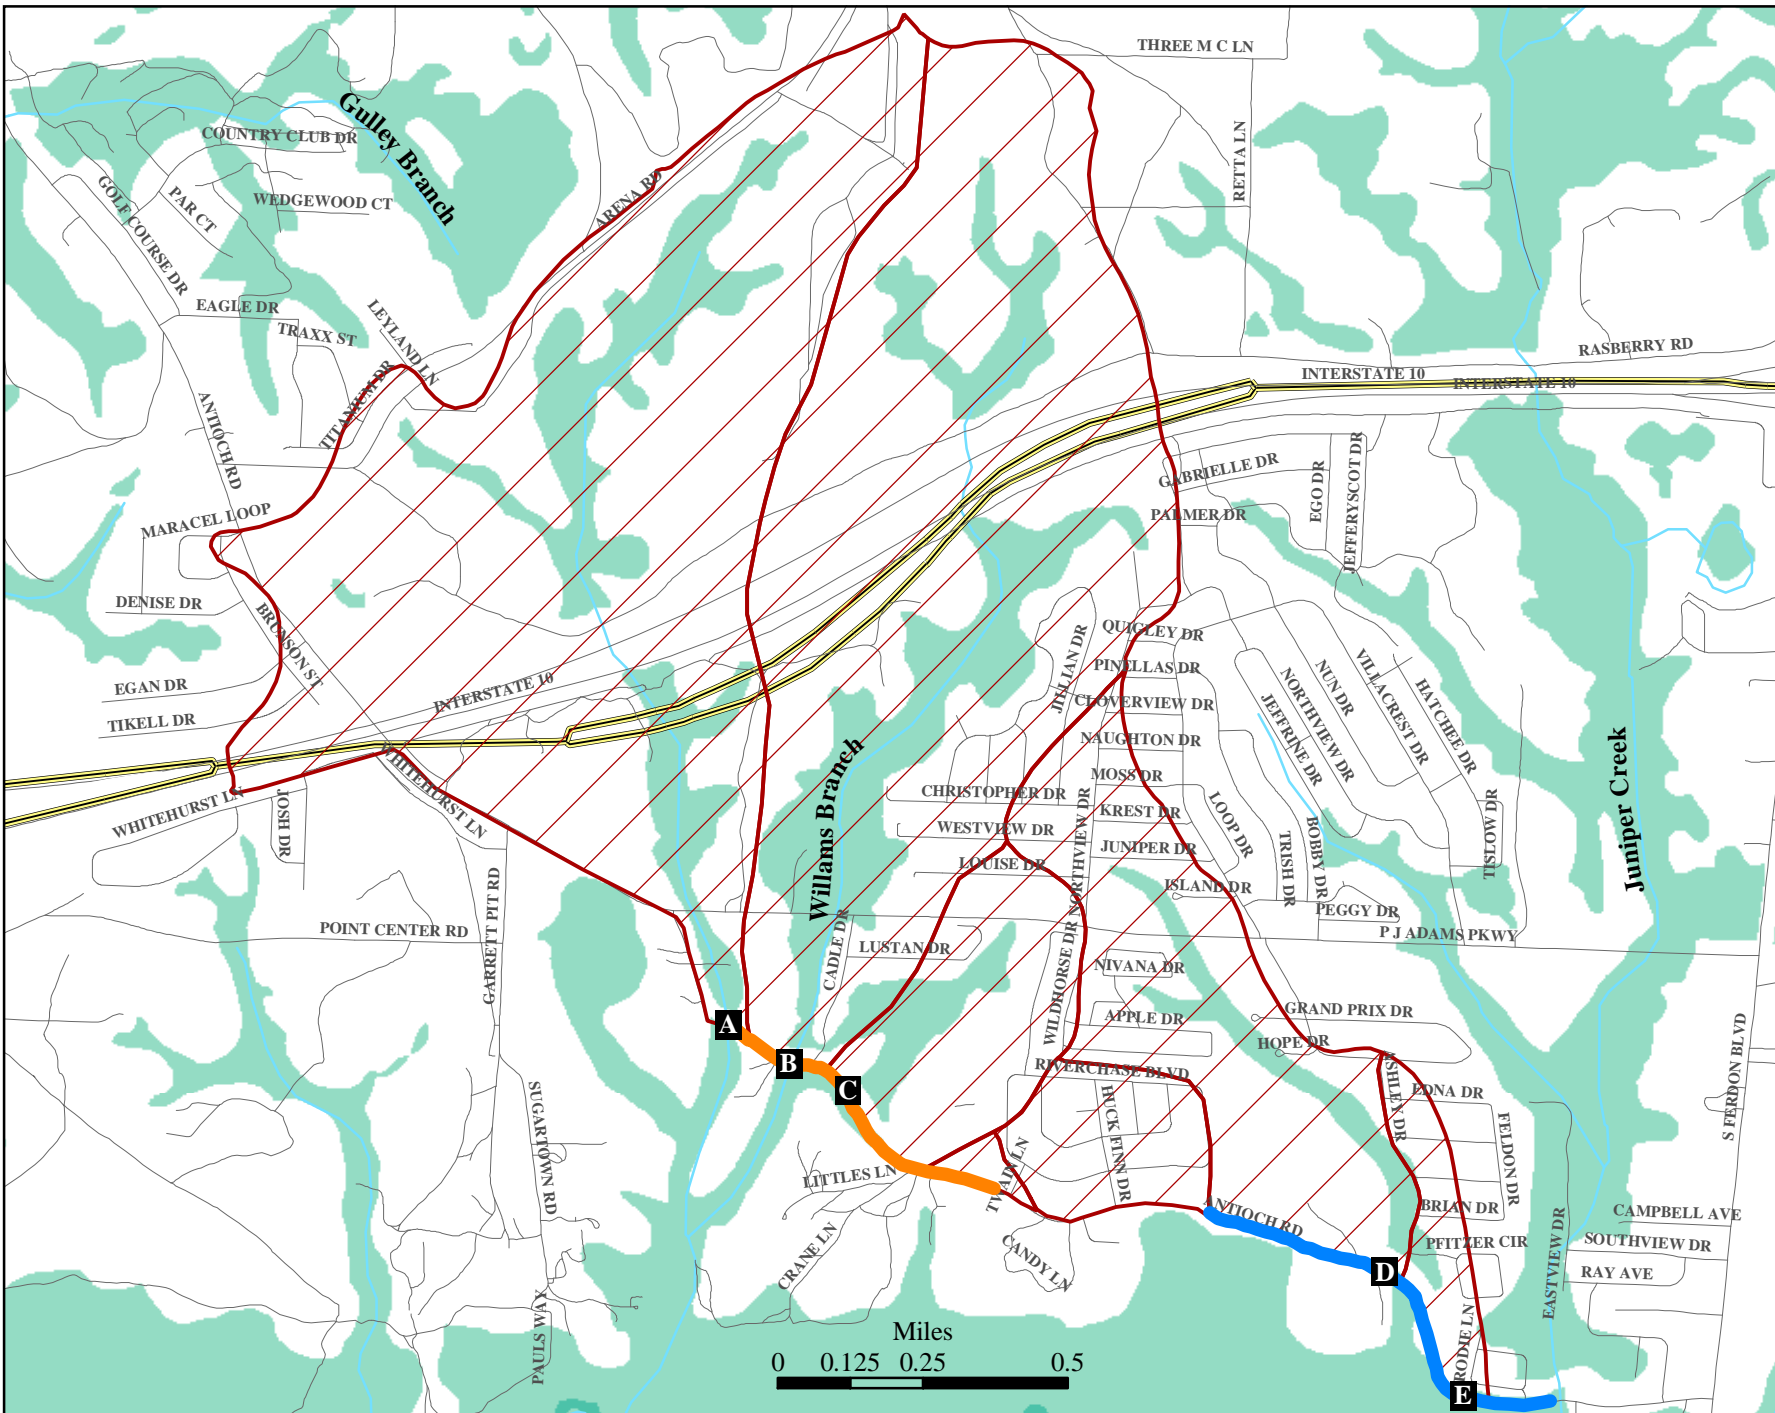 THREE M C LN
Gulley Branch
COUNTRY CLUB DR
RETTA LN
GOLF COURSE DR
PAR CT
WEDGEWOOD CT
ARENA RD
EAGLE DR
TRAXX ST
LEYLAND LN
RASBERRY RD
INTERSTATE 10
INTERSTATE 10
TITANIUM DR
ANTIOCH RD
GABRIELLE DR
EGO DR
JEFFERYSCOT DR
MARACEL LOOP
PALMER DR
DENISE DR
BRUNSON ST
QUIGLEY DR
JILLIAN DR
PINELLAS DR
EGAN DR
INTERSTATE 10
CLOVERVIEW DR
JEFFRINE DR
NORTHVIEW DR
NUN DR
VILLACREST DR
HATCHEE DR
TIKELL DR
NAUGHTON DR
WHITEHURST LN
WHITEHURST LN
JOSH DR
Willams Branch
MOSS DR
CHRISTOPHER DR
KREST DR
LOOP DR
Juniper Creek
WESTVIEW DR
NORTHVIEW DR
JUNIPER DR
TRISH DR
BOBBY DR
TISLOW DR
LOUISE DR
ISLAND DR
PEGGY DR
POINT CENTER RD
GARRETT PIT RD
CADLE DR
LUSTAN DR
P J ADAMS PKWY
WILDHORSE DR
NIVANA DR
APPLE DR
GRAND PRIX DR
HOPE DR
A
B
C
RIVERCHASE BLVD
HUCK FINN DR
ASHLEY DR
EDNA DR
FELDON DR
S FERDON BLVD
SUGARTOWN RD
LITTLES LN
TWAIN LN
ANTIOCH RD
BRIAN DR
CAMPBELL AVE
CRANE LN
CANDY LN
PFITZER CIR
SOUTHVIEW DR
D
RAY AVE
EASTVIEW DR
PAULS WAY
BRODIE LN
Miles
0 0.125 0.25 0.5
E